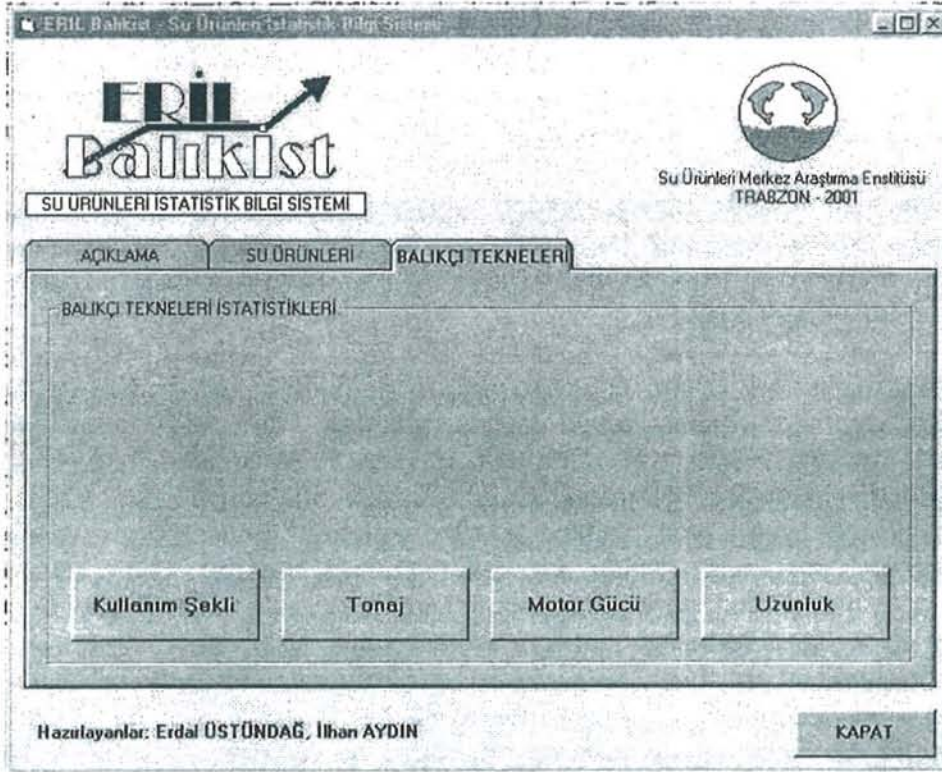 ERIL Balıkist - Su Ürünleri İstatistik Bilgi Sistemi
ERİL
Balıkİst
SU ÜRÜNLERİ İSTATİSTİK BİLGİ SİSTEMİ
Su Ürünleri Merkez Araştırma Enstitüsü
TRABZON - 2001
AÇIKLAMA
SU ÜRÜNLERİ
BALIKÇI TEKNELERİ
BALIKÇI TEKNELERİ İSTATİSTİKLERİ
Kullanım Şekli
Tonaj
Motor Gücü
Uzunluk
Hazırlayanlar: Erdal ÜSTÜNDAĞ, İlhan AYDIN
KAPAT